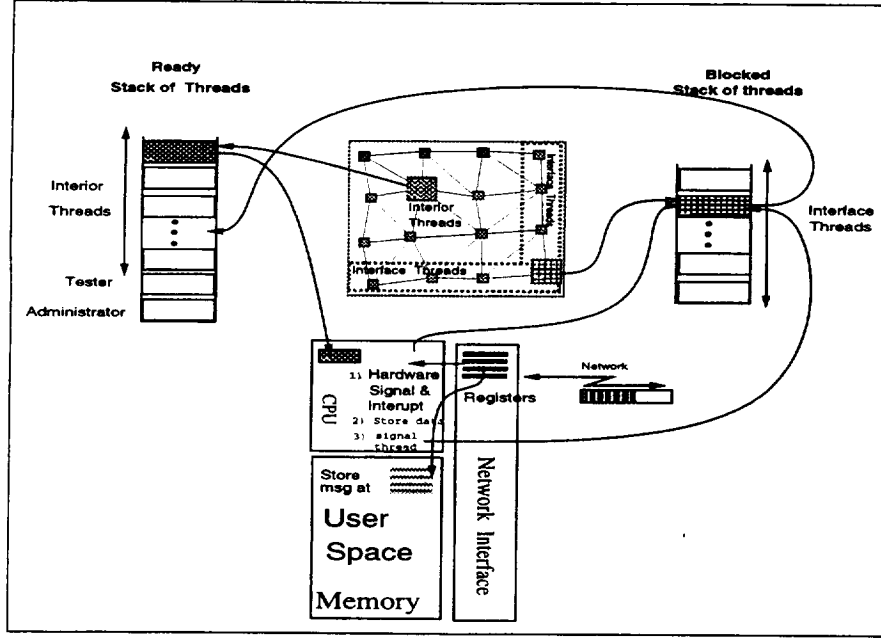 Ready
Stack of Threads
Blocked
Stack of threads
Interior
Threads
Tester
Administrator
Interior
Threads
Interface Threads
Interface Threads
Interface
Threads
CPU
1) Hardware
Signal &
Interupt
2) Store data
3) signal
thread
Registers
Network
Network Interface
Store
msg at
User
Space
Memory